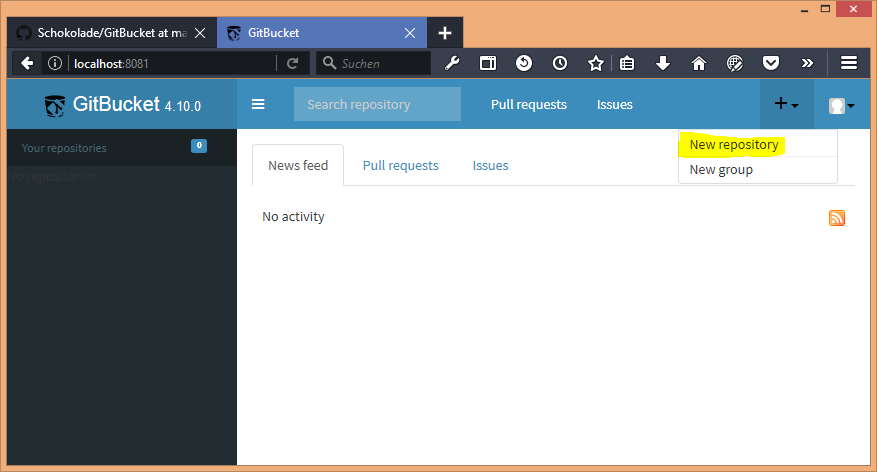 Schokolade/GitBucket at ma
GitBucket
localhost:8081
Suchen
GitBucket 4.10.0
Search repository
Pull requests
Issues
Your repositories
0
No repositories
New repository
New group
News feed
Pull requests
Issues
No activity